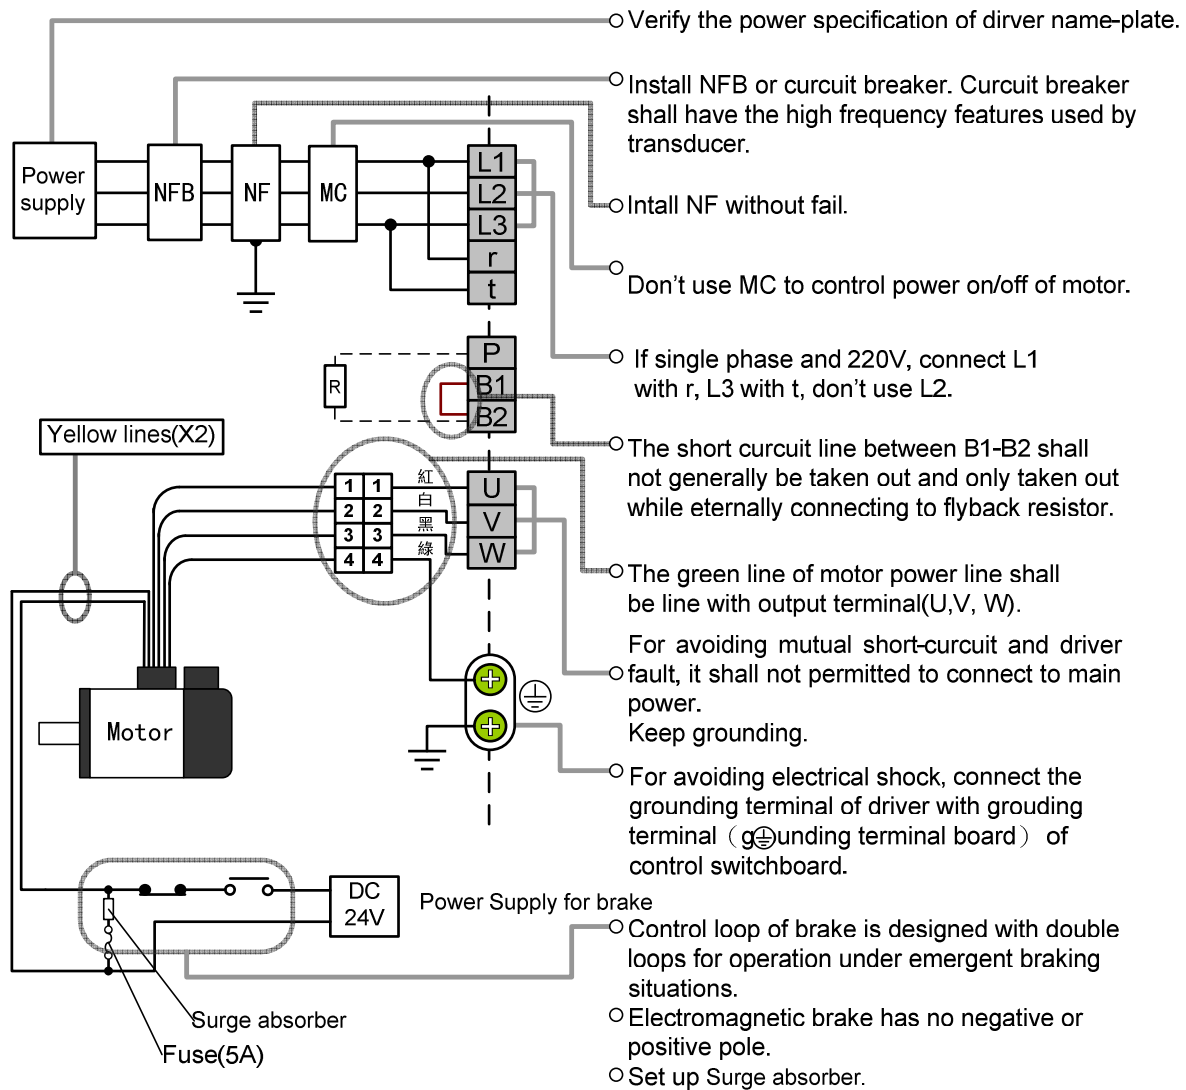 Verify the power specification of dirver name-plate.
Install NFB or curcuit breaker. Curcuit breaker
shall have the high frequency features used by
transducer.
Power
supply
NFB
NF
MC
L1
L2
L3
r
t
Intall NF without fail.
Don't use MC to control power on/off of motor.
P
B1
B2
R
If single phase and 220V, connect L1
with r, L3 with t, don't use L2.
Yellow lines(X2)
The short curcuit line between B1-B2 shall
not generally be taken out and only taken out
while eternally connecting to flyback resistor.
1 1 紅 U
2 2 白 V
3 3 黑 W
4 4 綠
The green line of motor power line shall
be line with output terminal(U,V, W).
For avoiding mutual short-curcuit and driver
fault, it shall not permitted to connect to main
power.
Keep grounding.
Motor
For avoiding electrical shock, connect the
grounding terminal of driver with grouding
terminal（g unding terminal board）of
control switchboard.
DC
24V
Power Supply for brake
Control loop of brake is designed with double
loops for operation under emergent braking
situations.
Electromagnetic brake has no negative or
positive pole.
Set up Surge absorber.
Surge absorber
Fuse(5A)